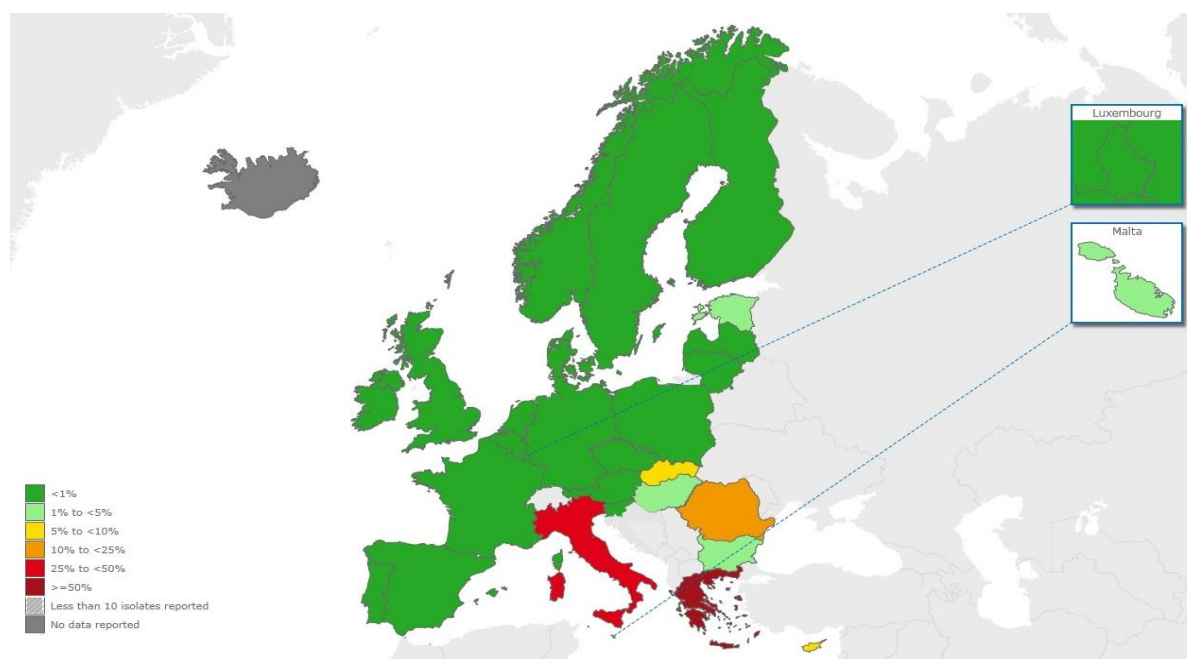 Luxembourg
Malta
<1%
1% to <5%
5% to <10%
10% to <25%
25% to <50%
>=50%
Less than 10 isolates reported
No data reported